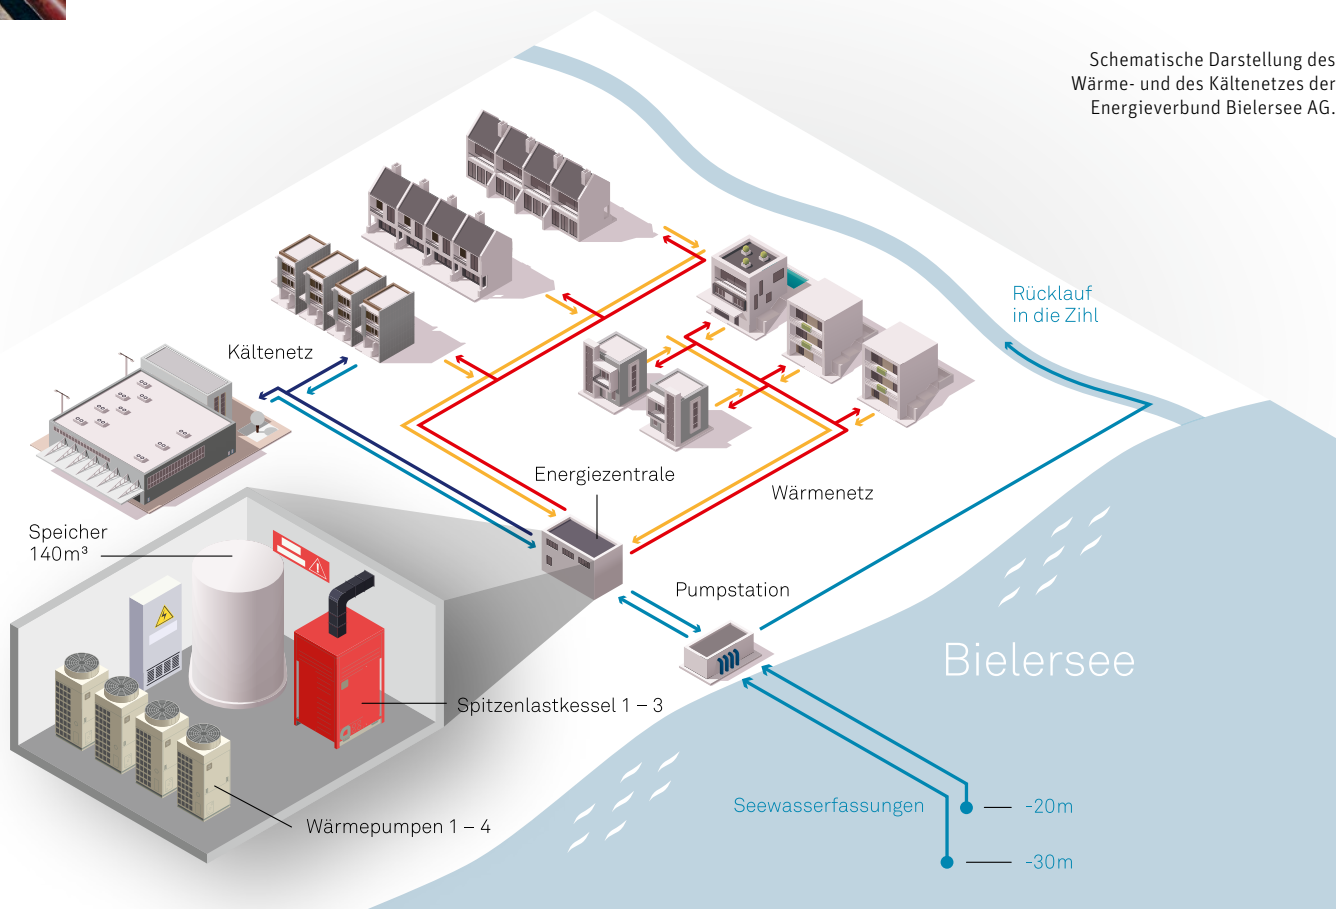 Schematische Darstellung des
Wärme- und des Kältenetzes der
Energieverbund Bielersee AG.
Rücklauf
in die Zihl
Kältenetz
Energiezentrale
Wärmenetz
Speicher
140m³
Pumpstation
Bielersee
Spitzenlastkessel 1 – 3
Seewasserfassungen
-20m
Wärmepumpen 1 – 4
-30m